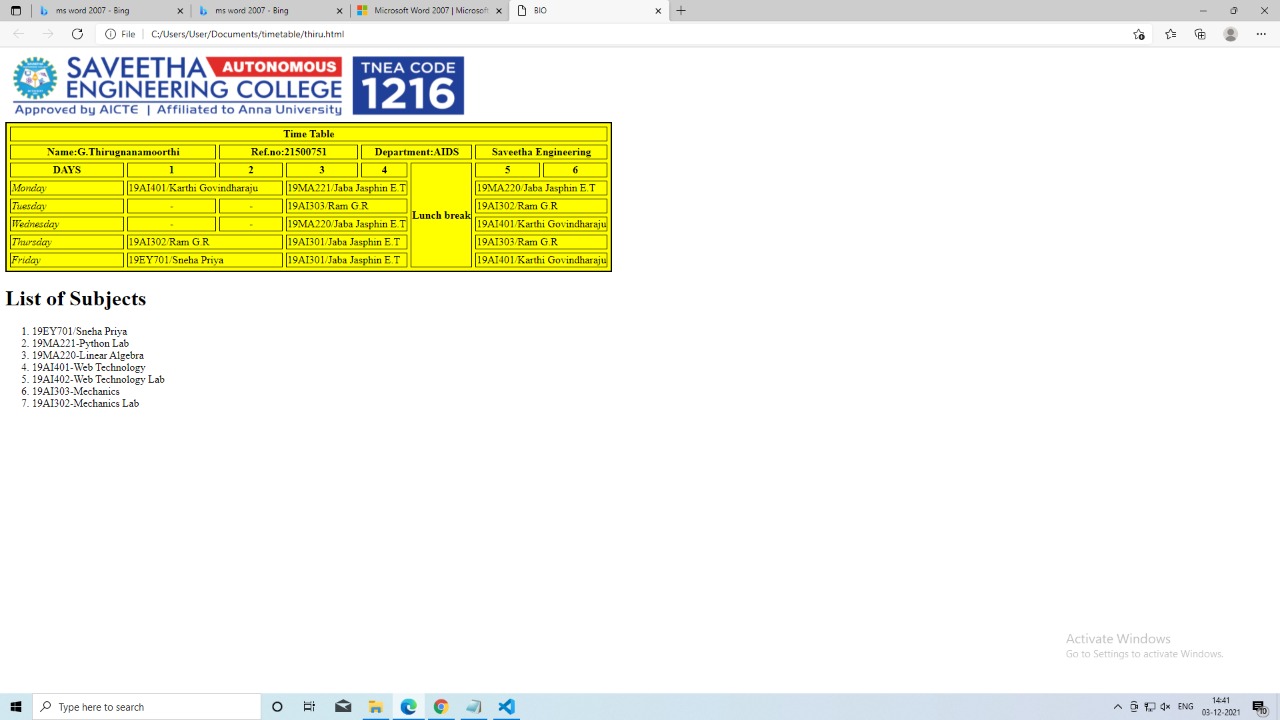 ms word 2007 - Bing
ms word 2007 - Bing
Microsoft Word 2007 | Microsoft
BIO
File | C:/Users/User/Documents/timetable/thiru.html
SAVEETHA AUTONOMOUS
ENGINEERING COLLEGE
Approved by AICTE | Affiliated to Anna University
TNEA CODE
1216
Time Table
Name:G.Thirugnanamoorthi Ref.no:21500751 Department:AIDS Saveetha Engineering
DAYS 1 2 3 4 Lunch break 5 6
Monday 19AI401/Karthi Govindharaju 19MA221/Jaba Jasphin E.T 19MA220/Jaba Jasphin E.T
Tuesday - - 19AI303/Ram G.R 19AI302/Ram G.R
Wednesday - - 19MA220/Jaba Jasphin E.T 19AI401/Karthi Govindharaju
Thursday 19AI302/Ram G.R 19AI301/Jaba Jasphin E.T 19AI303/Ram G.R
Friday 19EY701/Sneha Priya 19AI301/Jaba Jasphin E.T 19AI401/Karthi Govindharaju
List of Subjects
1. 19EY701/Sneha Priya
2. 19MA221-Python Lab
3. 19MA220-Linear Algebra
4. 19AI401-Web Technology
5. 19AI402-Web Technology Lab
6. 19AI303-Mechanics
7. 19AI302-Mechanics Lab
Activate Windows
Go to Settings to activate Windows.
Type here to search
ENG
14:41
03-12-2021